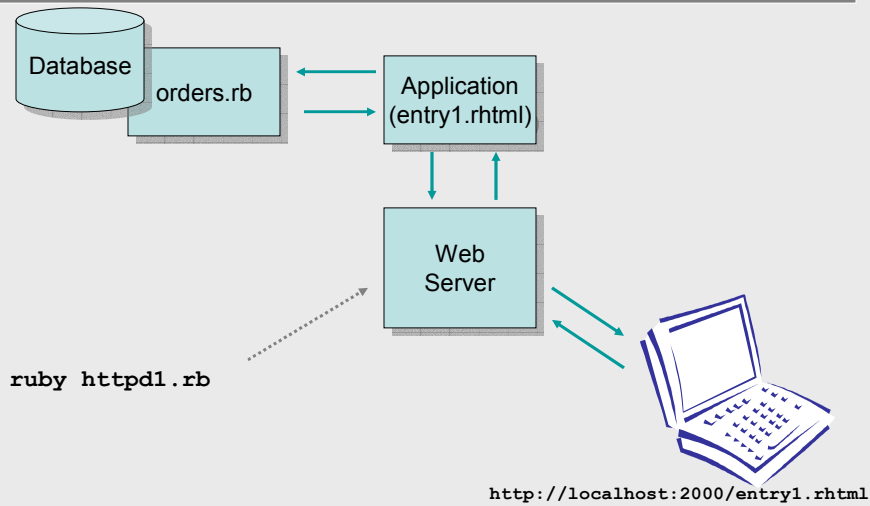 Database
orders.rb
Application
(entry1.rhtml)
Web
Server
ruby httpd1.rb
http://localhost:2000/entry1.rhtml